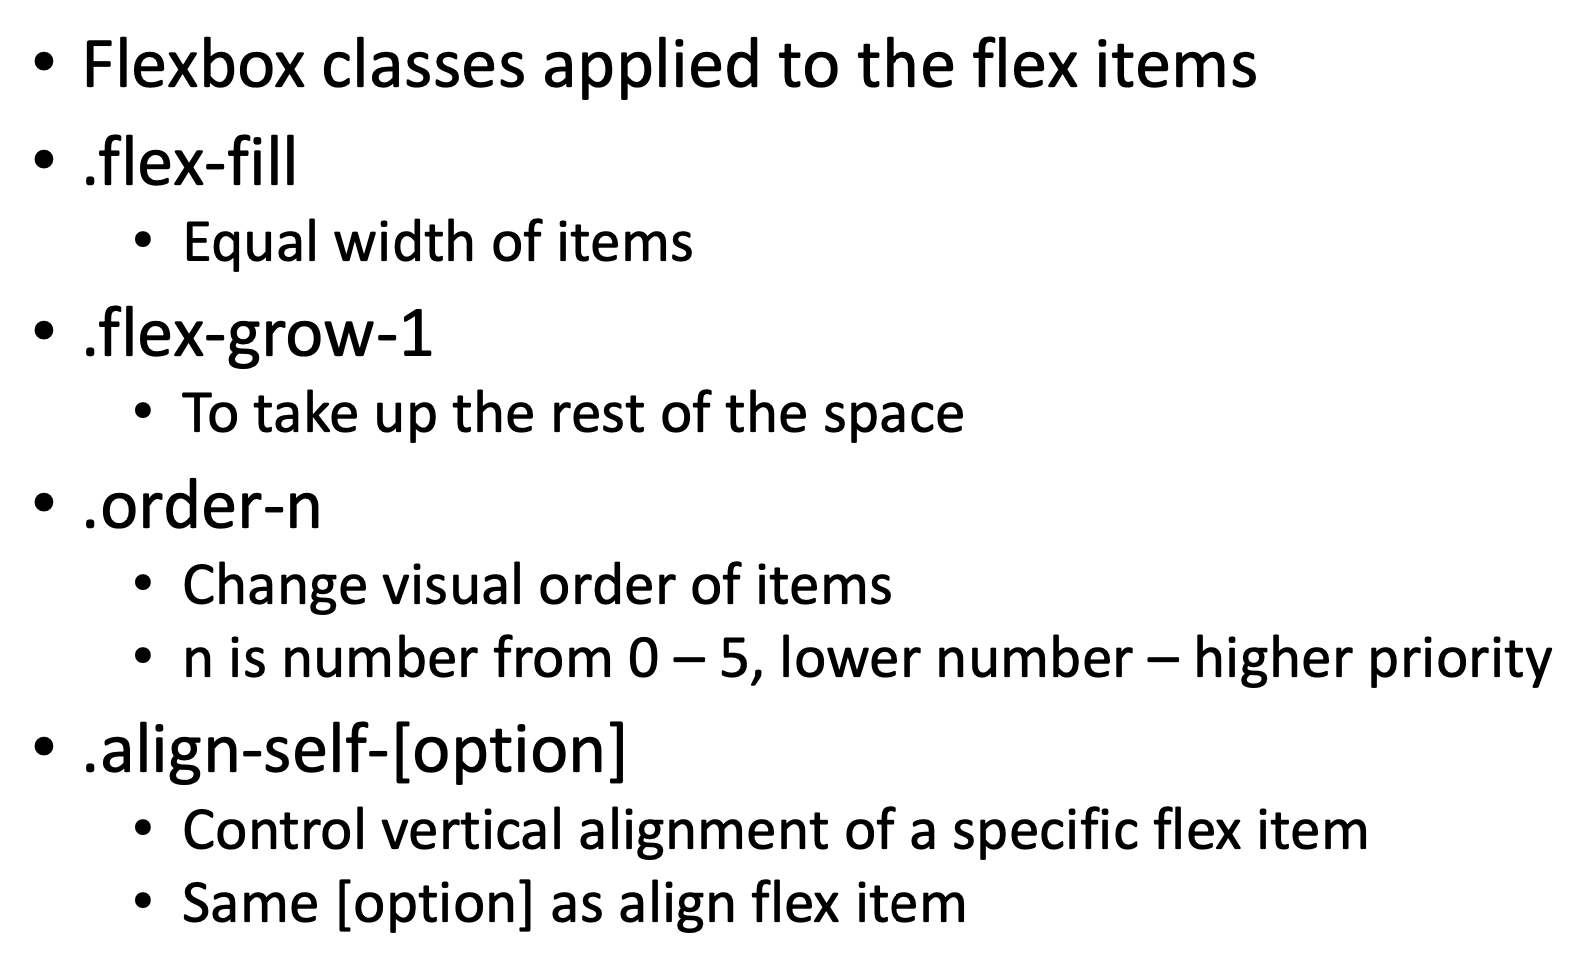 • Flexbox classes applied to the flex items
• .flex-fill
• Equal width of items
• .flex-grow-1
• To take up the rest of the space
• .order-n
• Change visual order of items
• n is number from 0 – 5, lower number – higher priority
• .align-self-[option]
• Control vertical alignment of a specific flex item
• Same [option] as align flex item